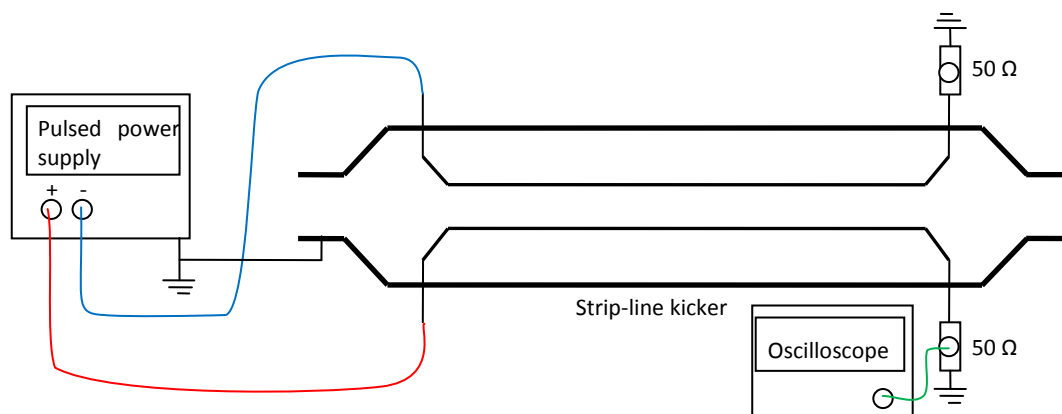 50 Ω
Pulsed power
supply
+ -
Strip-line kicker
Oscilloscope
50 Ω